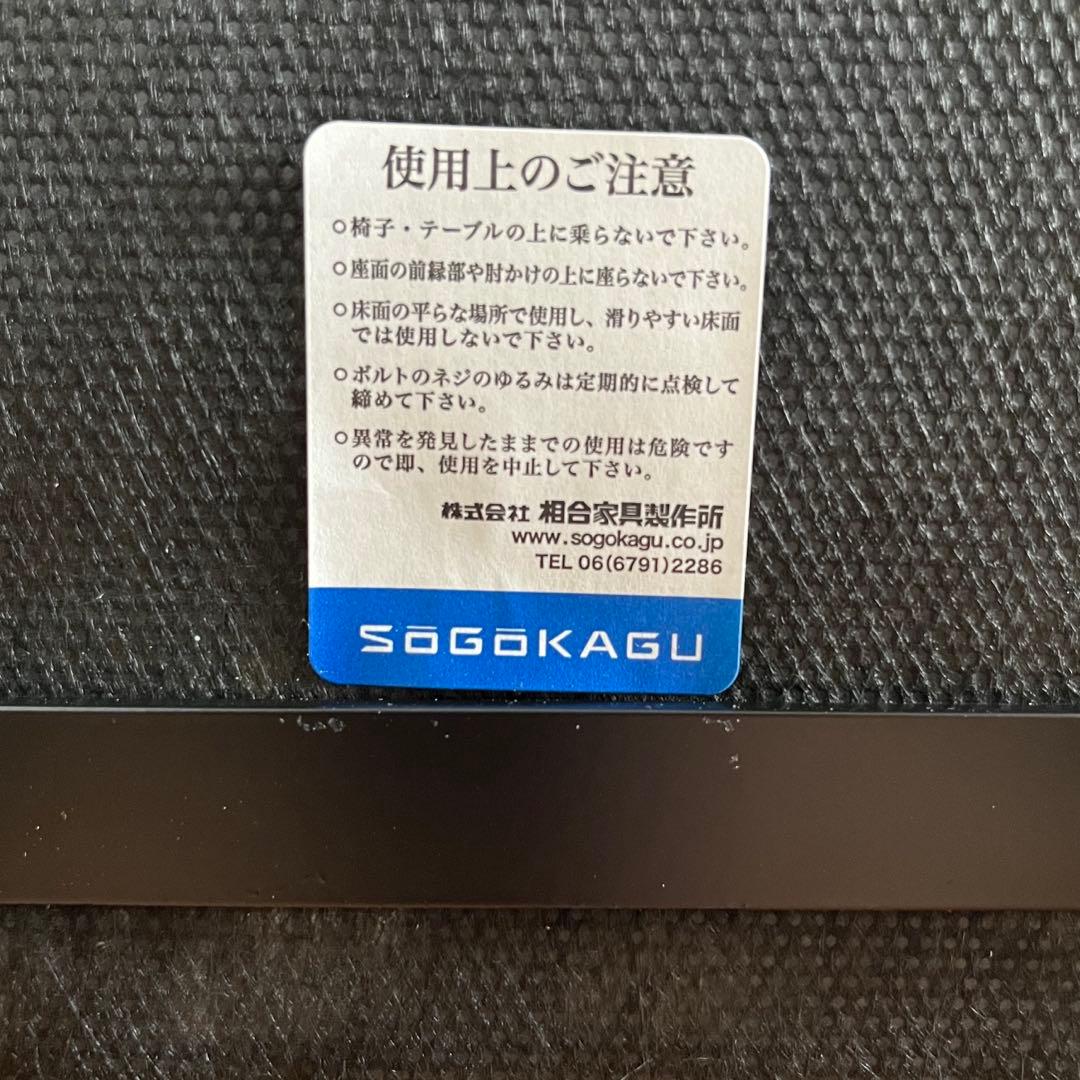 使用上のご注意
○椅子・テーブルの上に乗らないで下さい。
○座面の前縁部や肘かけの上に座らないで下さい。
○床面の平らな場所で使用し、滑りやすい床面
では使用しないで下さい。
○ボルトのネジのゆるみは定期的に点検して
締めて下さい。
○異常を発見したままでの使用は危険です
ので即、使用を中止して下さい。
株式会社 相合家具製作所
www.sogokagu.co.jp
TEL 06(6791)2286
SōGōKAGU